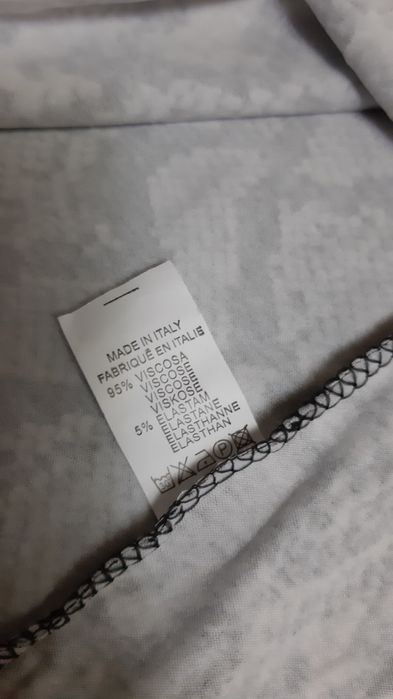 MADE IN ITALY
FABRIQUÉ EN ITALIE
95% VISCOSA
VISCOSE
VISCOSE
VISKOSE
5% ELASTAM
ELASTANE
ELASTHANNE
ELASTHAN
P